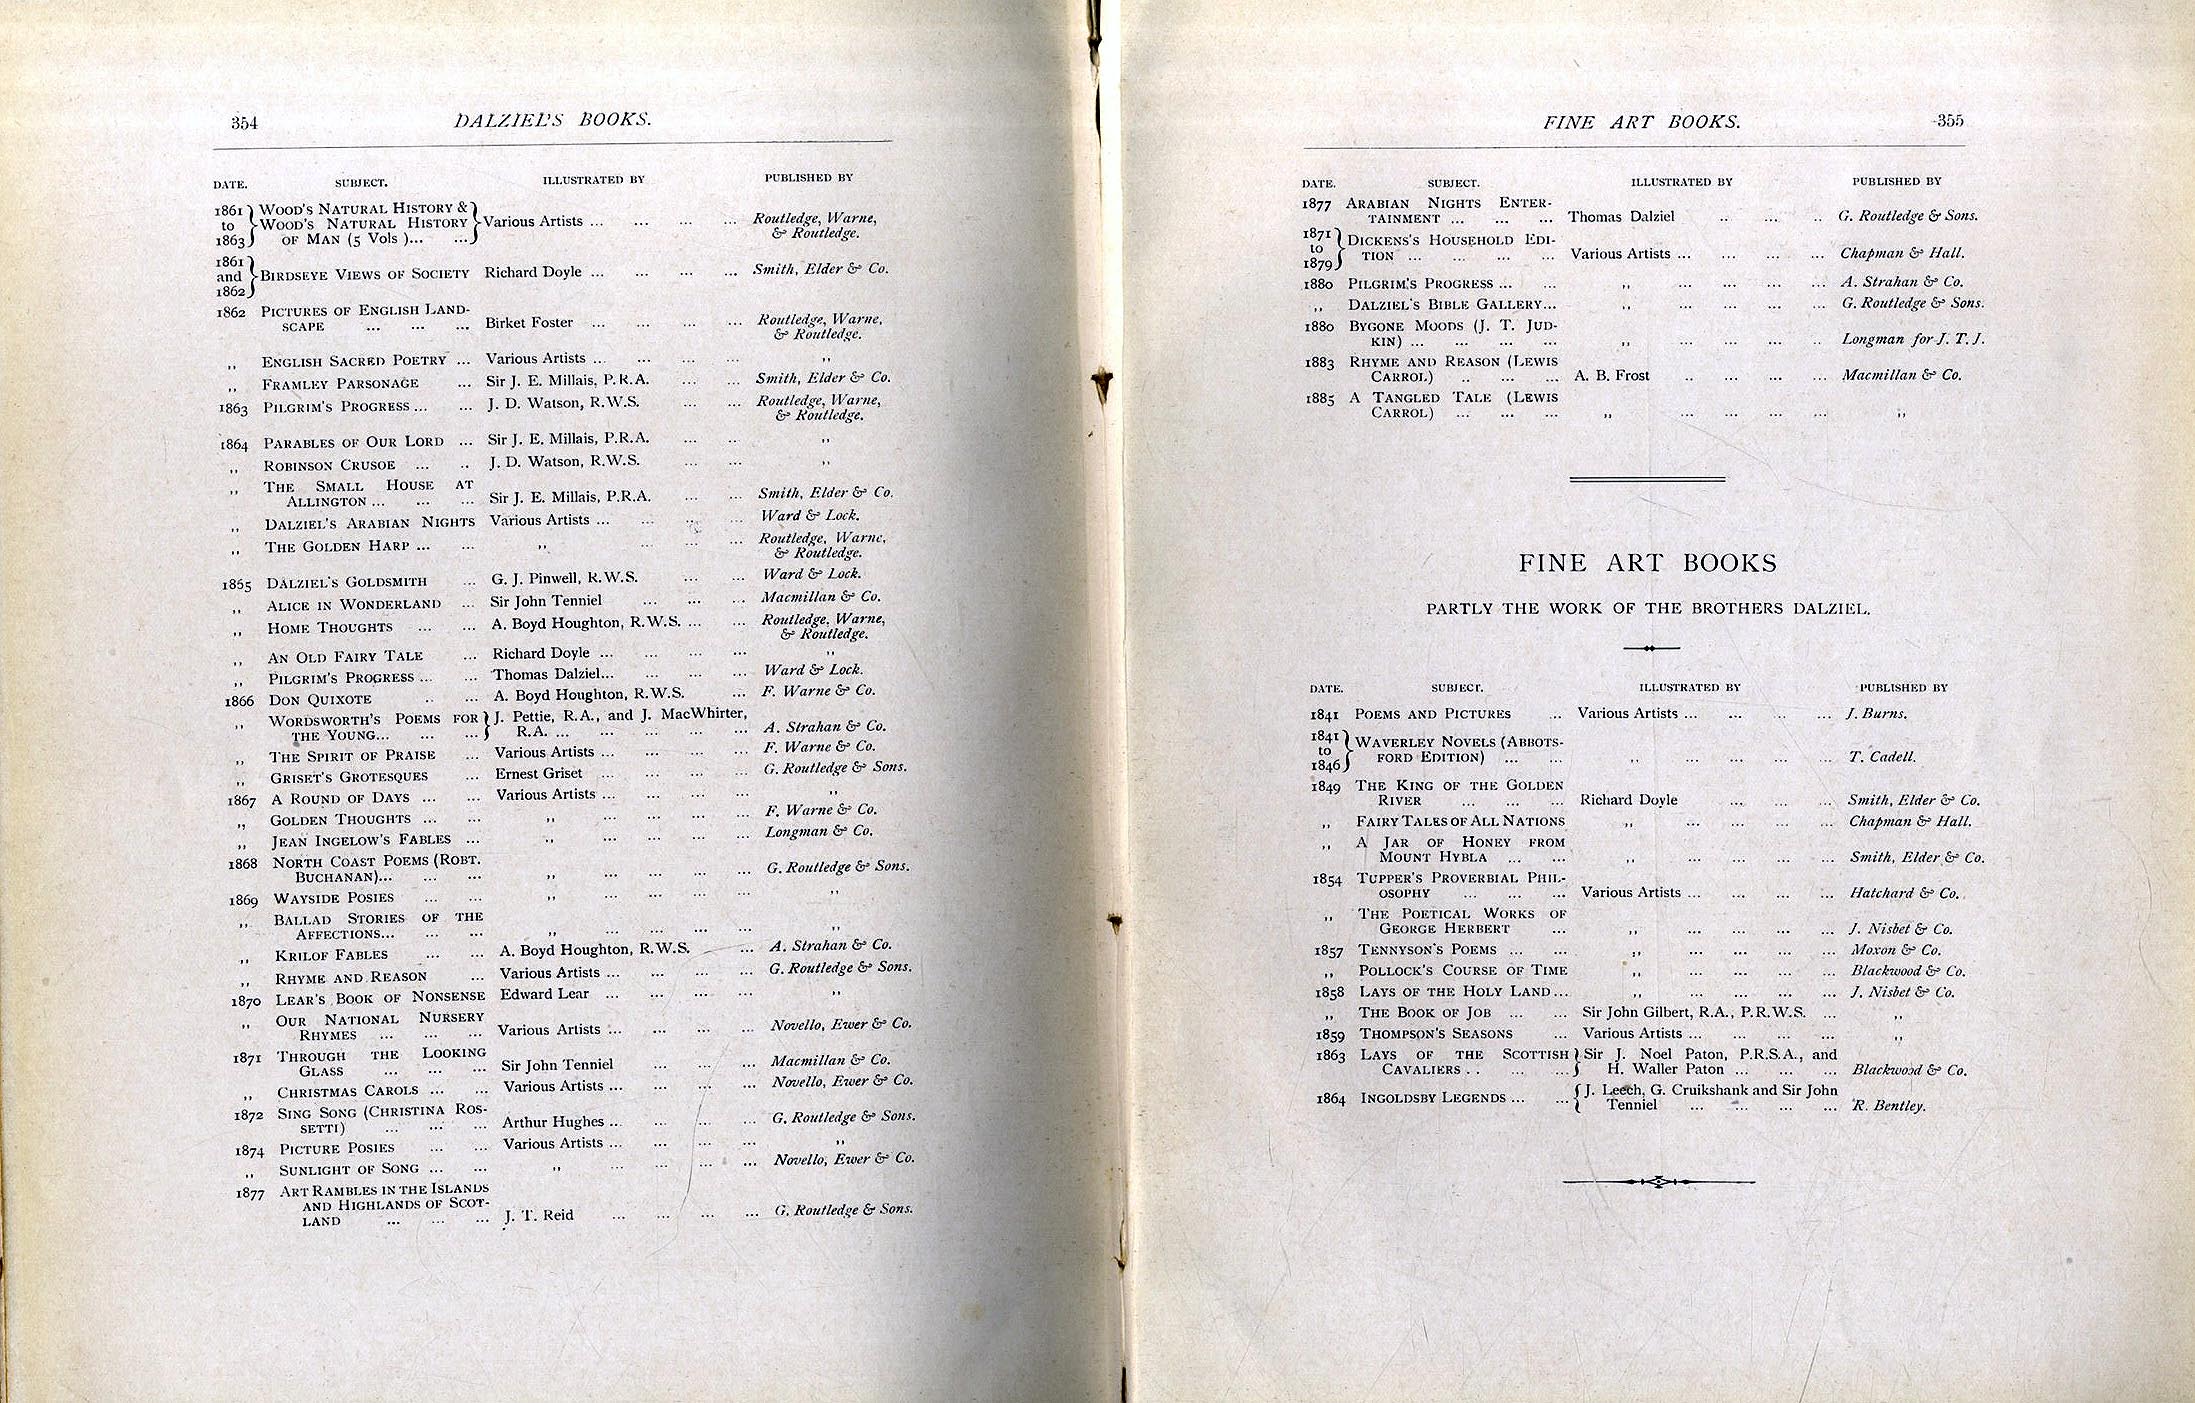 354 DALZIEL'S BOOKS.
DATE. SUBJECT. ILLUSTRATED BY PUBLISHED BY
1861 to 1863 } WOOD'S NATURAL HISTORY &
WOOD'S NATURAL HISTORY } Various Artists ... ... ... ... Routledge, Warne,
OF MAN (5 Vols )... ... & Routledge.
1861 and 1862 } BIRDSEYE VIEWS OF SOCIETY Richard Doyle ... ... ... ... Smith, Elder & Co.
1862 PICTURES OF ENGLISH LAND-
SCAPE ... ... ... Birket Foster ... ... ... ... Routledge, Warne,
& Routledge.
,, ENGLISH SACRED POETRY ... Various Artists ... ... ... ... ,,
,, FRAMLEY PARSONAGE ... Sir J. E. Millais, P.R.A. ... ... Smith, Elder & Co.
1863 PILGRIM'S PROGRESS ... ... J. D. Watson, R.W.S. ... ... Routledge, Warne,
& Routledge.
1864 PARABLES OF OUR LORD ... Sir J. E. Millais, P.R.A. ... .. ,,
,, ROBINSON CRUSOE ... .. J. D. Watson, R.W.S. ... ... ,,
,, THE SMALL HOUSE AT
ALLINGTON ... ... ... Sir J. E. Millais, P.R.A. ... ... Smith, Elder & Co.
,, DALZIEL'S ARABIAN NIGHTS Various Artists ... ... ... ... Ward & Lock.
,, THE GOLDEN HARP ... ... ,, ... ... ... Routledge, Warne,
& Routledge.
1865 DALZIEL'S GOLDSMITH ... G. J. Pinwell, R.W.S. ... ... Ward & Lock.
,, ALICE IN WONDERLAND ... Sir John Tenniel ... ... ... Macmillan & Co.
,, HOME THOUGHTS ... ... A. Boyd Houghton, R.W.S. ... ... Routledge, Warne,
& Routledge.
,, AN OLD FAIRY TALE ... Richard Doyle ... ... ... ... ,,
,, PILGRIM'S PROGRESS ... ... Thomas Dalziel... ... ... ... Ward & Lock.
1866 DON QUIXOTE .. ... A. Boyd Houghton, R.W.S. ... F. Warne & Co.
,, WORDSWORTH'S POEMS FOR } J. Pettie, R.A., and J. MacWhirter,
THE YOUNG... ... ... R.A. ... ... ... ... ... A. Strahan & Co.
,, THE SPIRIT OF PRAISE ... Various Artists ... ... ... ... F. Warne & Co.
,, GRISET'S GROTESQUES ... Ernest Griset ... ... ... ... G. Routledge & Sons.
1867 A ROUND OF DAYS ... ... Various Artists ... ... ... ... ,,
,, GOLDEN THOUGHTS ... ... ,, ... ... ... ... F. Warne & Co.
,, JEAN INGELOW'S FABLES ... ,, ... ... ... ... Longman & Co.
1868 NORTH COAST POEMS (ROBT.
BUCHANAN)... ... ... ,, ... ... ... ... G. Routledge & Sons.
1869 WAYSIDE POSIES ... ... ,, ... ... ... ... ,,
,, BALLAD STORIES OF THE
AFFECTIONS... ... ... ,, ... ... ... ... ,,
,, KRILOF FABLES ... ... A. Boyd Houghton, R.W.S. ... A. Strahan & Co.
,, RHYME AND REASON ... Various Artists ... ... ... ... G. Routledge & Sons.
1870 LEAR'S BOOK OF NONSENSE Edward Lear ... ... ... ... ,,
,, OUR NATIONAL NURSERY
RHYMES ... ... ... Various Artists ... ... ... ... Novello, Ewer & Co.
1871 THROUGH THE LOOKING
GLASS ... ... ... Sir John Tenniel ... ... ... Macmillan & Co.
,, CHRISTMAS CAROLS ... ... Various Artists ... ... ... ... Novello, Ewer & Co.
1872 SING SONG (CHRISTINA ROS-
SETTI) ... ... ... Arthur Hughes ... ... ... ... G. Routledge & Sons.
1874 PICTURE POSIES ... ... Various Artists ... ... ... ... ,,
,, SUNLIGHT OF SONG ... ... ,, ... ... ... ... Novello, Ewer & Co.
1877 ART RAMBLES IN THE ISLANDS
AND HIGHLANDS OF SCOT-
LAND ... ... ... J. T. Reid ... ... ... ... G. Routledge & Sons.
FINE ART BOOKS. 355
DATE. SUBJECT. ILLUSTRATED BY PUBLISHED BY
1877 ARABIAN NIGHTS ENTER-
TAINMENT ... ... ... Thomas Dalziel .. ... .. G. Routledge & Sons.
1871 to 1879 } DICKENS'S HOUSEHOLD EDI-
TION ... ... ... ... Various Artists ... ... ... ... Chapman & Hall.
1880 PILGRIM'S PROGRESS ... ... ,, ... ... ... ... A. Strahan & Co.
,, DALZIEL'S BIBLE GALLERY... ,, ... ... ... ... G. Routledge & Sons.
1880 BYGONE MOODS (J. T. JUD-
KIN) ... ... ... ... ,, ... ... ... .. Longman for J. T. J.
1883 RHYME AND REASON (LEWIS
CARROL) .. ... ... A. B. Frost .. ... ... ... Macmillan & Co.
1885 A TANGLED TALE (LEWIS
CARROL) ... ... ... ,, ... ... ... ... ,,
FINE ART BOOKS
PARTLY THE WORK OF THE BROTHERS DALZIEL.
DATE. SUBJECT. ILLUSTRATED BY PUBLISHED BY
1841 POEMS AND PICTURES ... Various Artists ... ... ... ... J. Burns.
1841 to 1846 } WAVERLEY NOVELS (ABBOTS-
FORD EDITION) ... ... ,, ... ... ... ... T. Cadell.
1849 THE KING OF THE GOLDEN
RIVER ... ... ... Richard Doyle ... ... ... Smith, Elder & Co.
,, FAIRY TALES OF ALL NATIONS ,, ... ... ... ... Chapman & Hall.
,, A JAR OF HONEY FROM
MOUNT HYBLA ... ... ,, ... ... ... ... Smith, Elder & Co.
1854 TUPPER'S PROVERBIAL PHIL-
OSOPHY ... ... ... Various Artists ... ... ... ... Hatchard & Co.
,, THE POETICAL WORKS OF
GEORGE HERBERT ... ,, ... ... ... ... J. Nisbet & Co.
1857 TENNYSON'S POEMS ... ... ,, ... ... ... ... Moxon & Co.
,, POLLOCK'S COURSE OF TIME ,, ... ... ... ... Blackwood & Co.
1858 LAYS OF THE HOLY LAND ... ,, ... ... ... ... J. Nisbet & Co.
,, THE BOOK OF JOB ... ... Sir John Gilbert, R.A., P.R.W.S. ... ,,
1859 THOMPSON'S SEASONS ... Various Artists ... ... ... ... ,,
1863 LAYS OF THE SCOTTISH } Sir J. Noel Paton, P.R.S.A., and
CAVALIERS .. ... ... H. Waller Paton ... ... ... Blackwood & Co.
1864 INGOLDSBY LEGENDS ... ... { J. Leech, G. Cruikshank and Sir John
Tenniel ... ... ... ... R. Bentley.